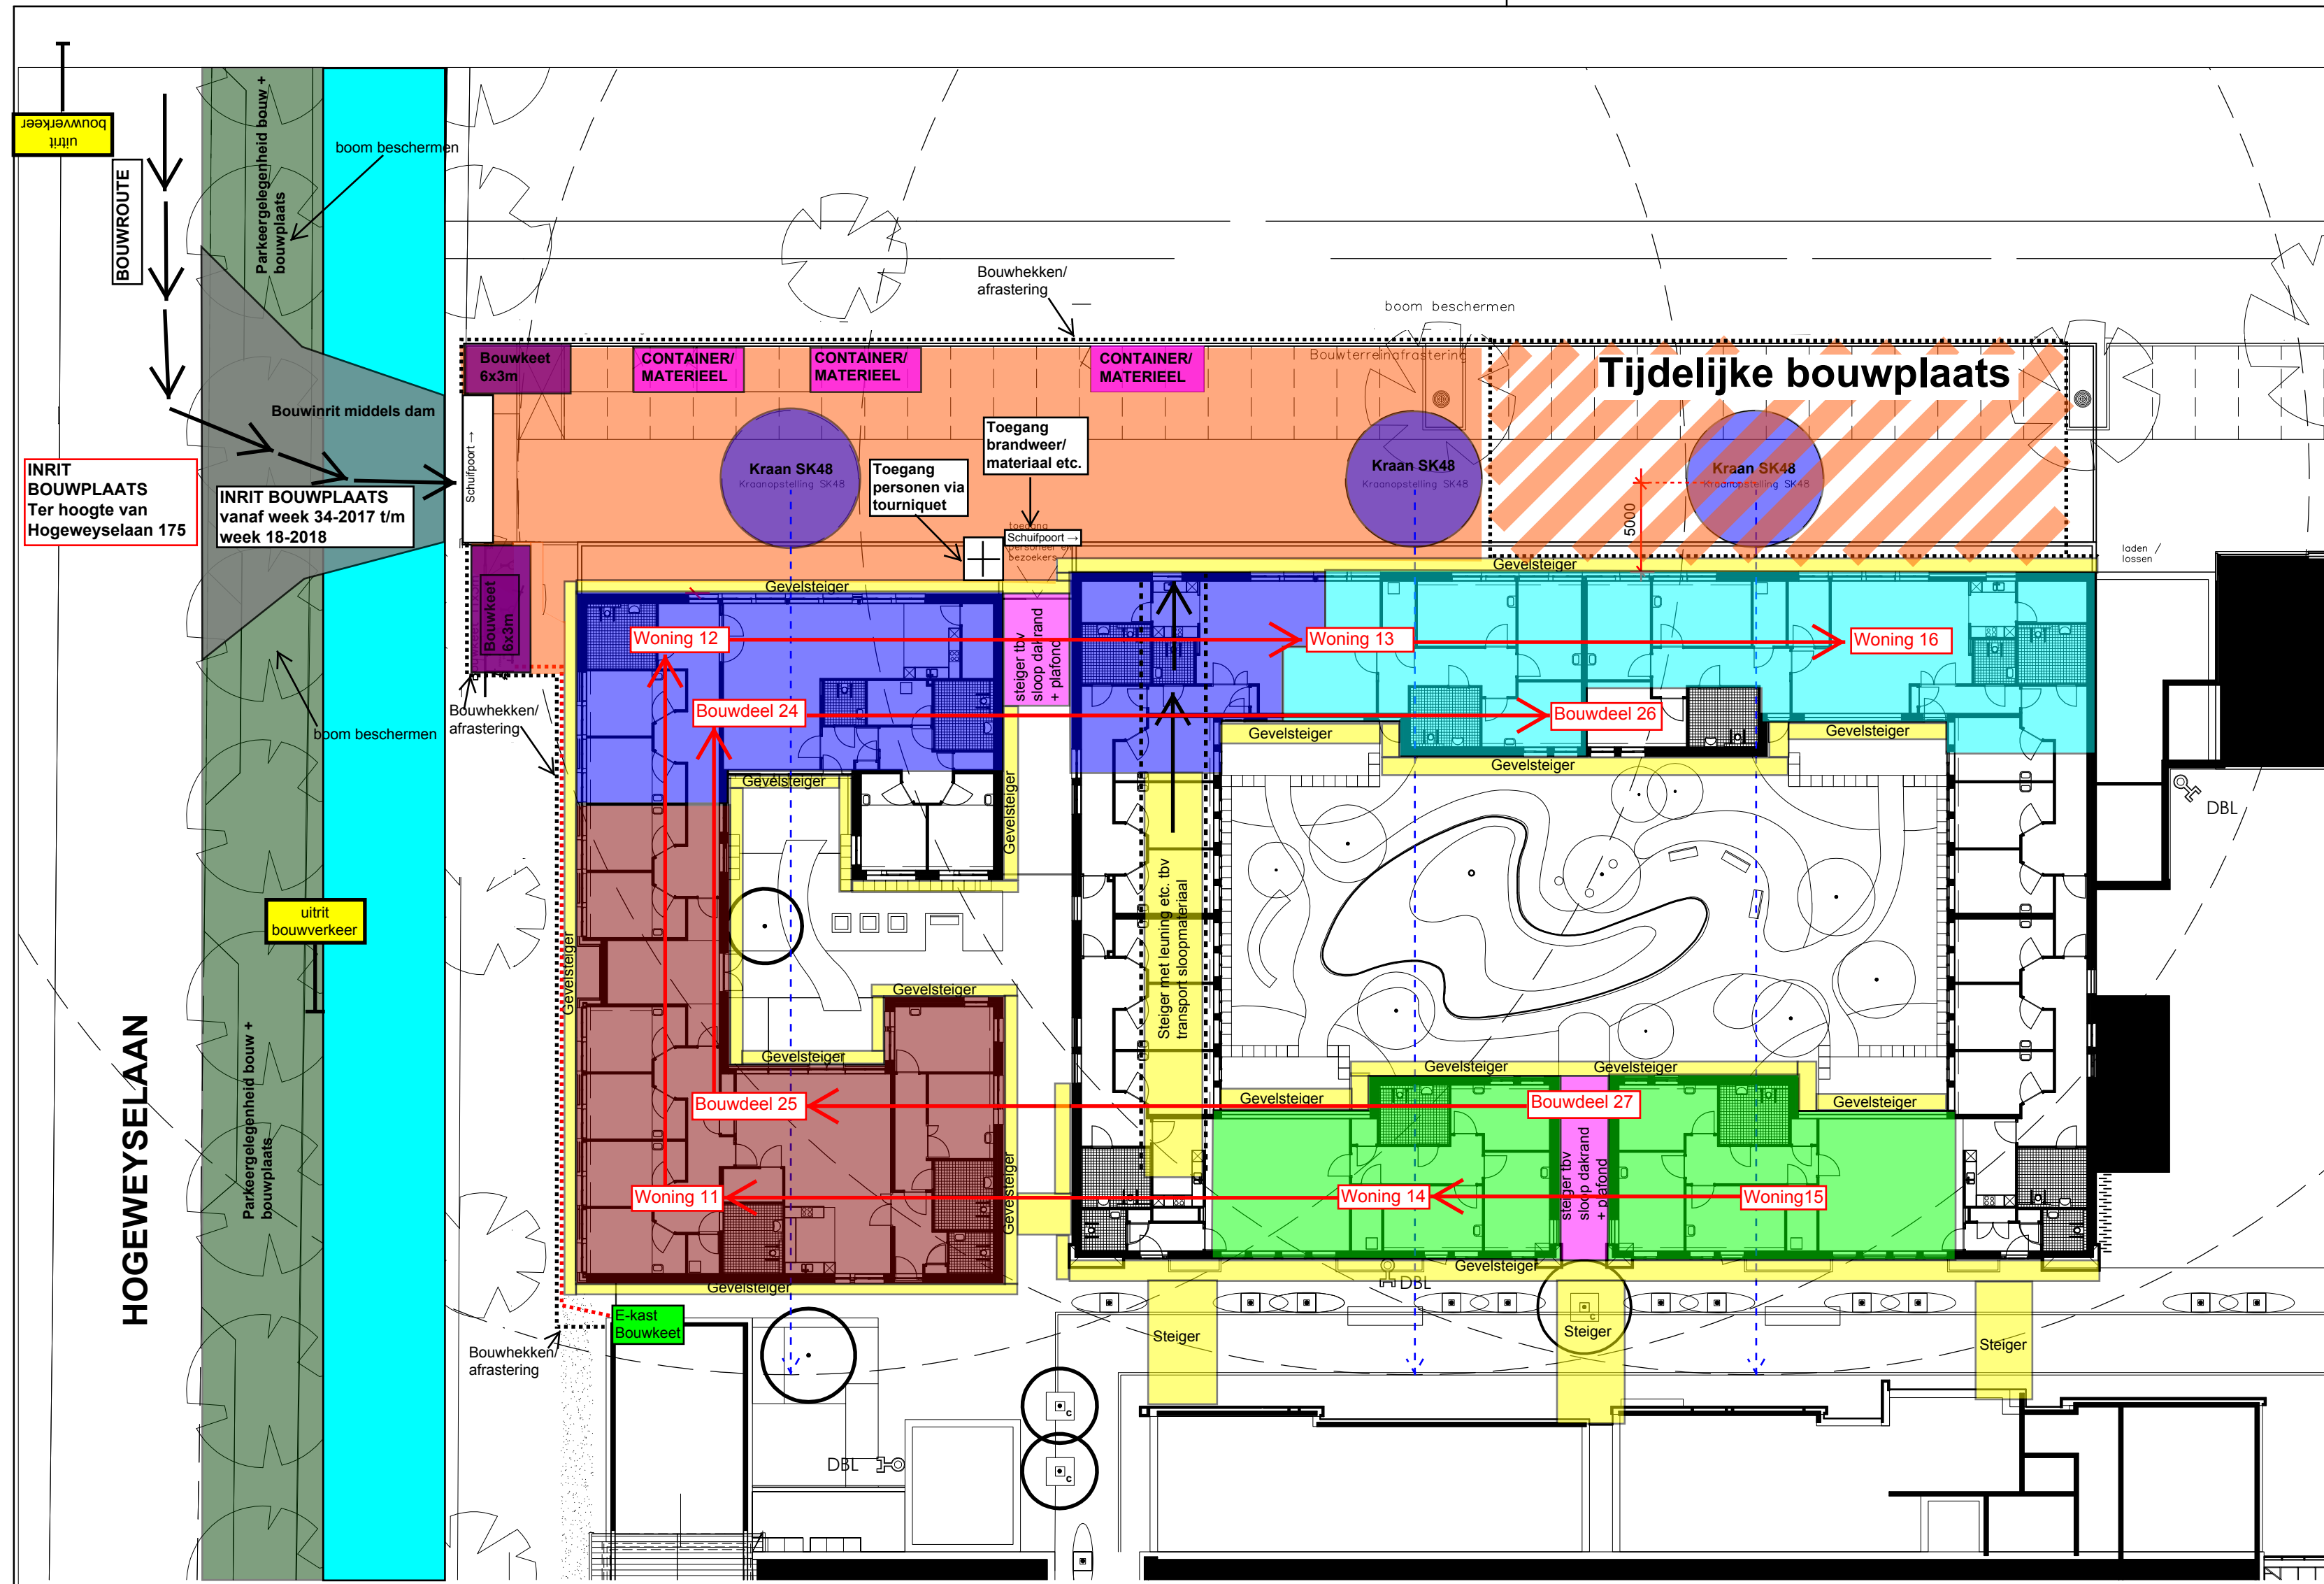 uitrit
bouwverkeer
BOUWROUTE
Parkeergelegenheid bouw +
bouwplaats
boom beschermen
Bouwinrit middels dam
INRIT
BOUWPLAATS
Ter hoogte van
Hogeweyselaan 175
INRIT BOUWPLAATS
vanaf week 34-2017 t/m
week 18-2018
Schuifpoort →
Bouwkeet
6x3m
CONTAINER/
MATERIEEL
CONTAINER/
MATERIEEL
CONTAINER/
MATERIEEL
Bouwhekken/
afrastering
boom beschermen
Bouwterreinafrastering
Tijdelijke bouwplaats
Kraan SK48
Kraanopstelling SK48
Toegang
personen via
tourniquet
Toegang
brandweer/
materiaal etc.
toegang
Schuifpoort →
personeel en
bezoekers
Kraan SK48
Kraanopstelling SK48
Kraan SK48
Kraanopstelling SK48
5000
laden /
lossen
Bouwkeet
6x3m
Gevelsteiger
Gevelsteiger
Woning 12
steiger tbv
sloop dakrand
+ plafond
Woning 13
Woning 16
Bouwhekken/
afrastering
boom beschermen
Bouwdeel 24
Bouwdeel 26
Gevelsteiger
Gevelsteiger
Gevelsteiger
Gevelsteiger
Gevelsteiger
DBL
uitrit
bouwverkeer
Gevelsteiger
Steiger met leuning etc. tbv
transport sloopmateriaal
Gevelsteiger
Gevelsteiger
HOGEWEYSELAAN
Parkeergelegenheid bouw +
bouwplaats
Gevelsteiger
Gevelsteiger
Gevelsteiger
Gevelsteiger
Bouwdeel 25
Bouwdeel 27
Gevelsteiger
steiger tbv
sloop dakrand
+ plafond
Woning 11
Woning 14
Woning15
Gevelsteiger
Gevelsteiger
DBL
E-kast
Bouwkeet
Bouwhekken/
afrastering
Steiger
c
Steiger
Steiger
c
DBL
c